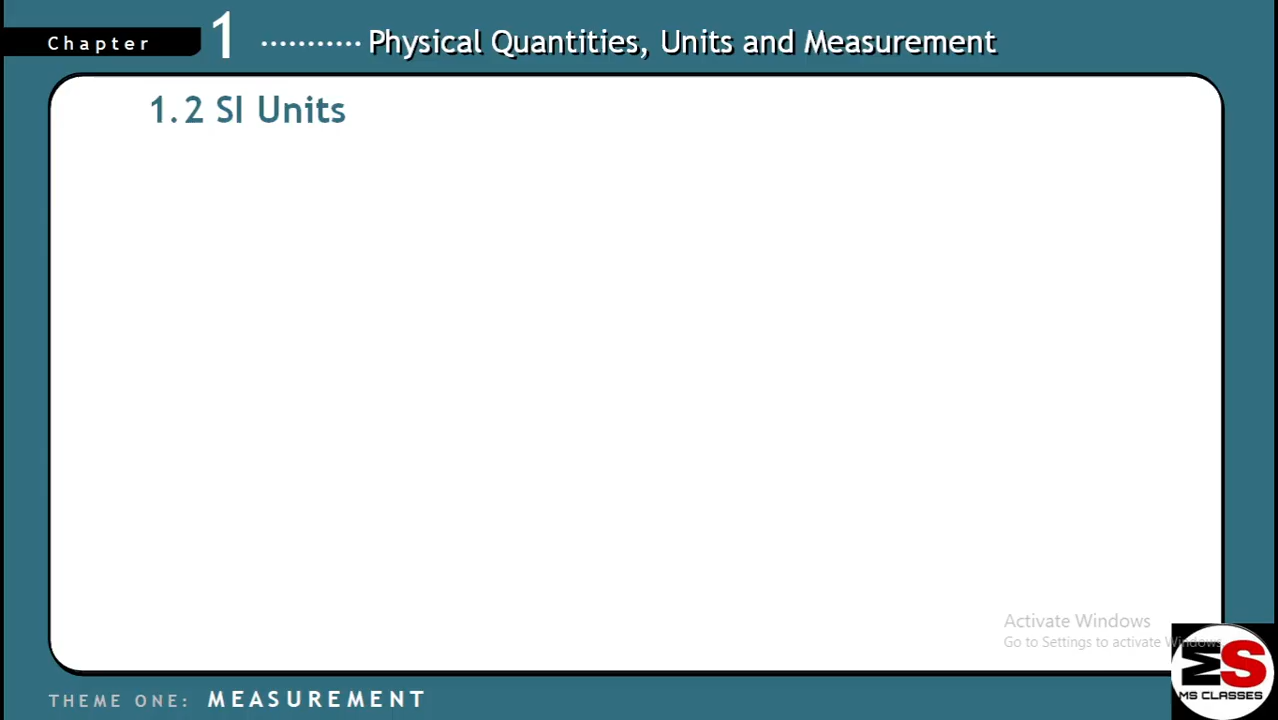 Chapter 1 ........... Physical Quantities, Units and Measurement
1.2 SI Units
Activate Windows
Go to Settings to activate Windows.
MS CLASSES
THEME ONE: MEASUREMENT